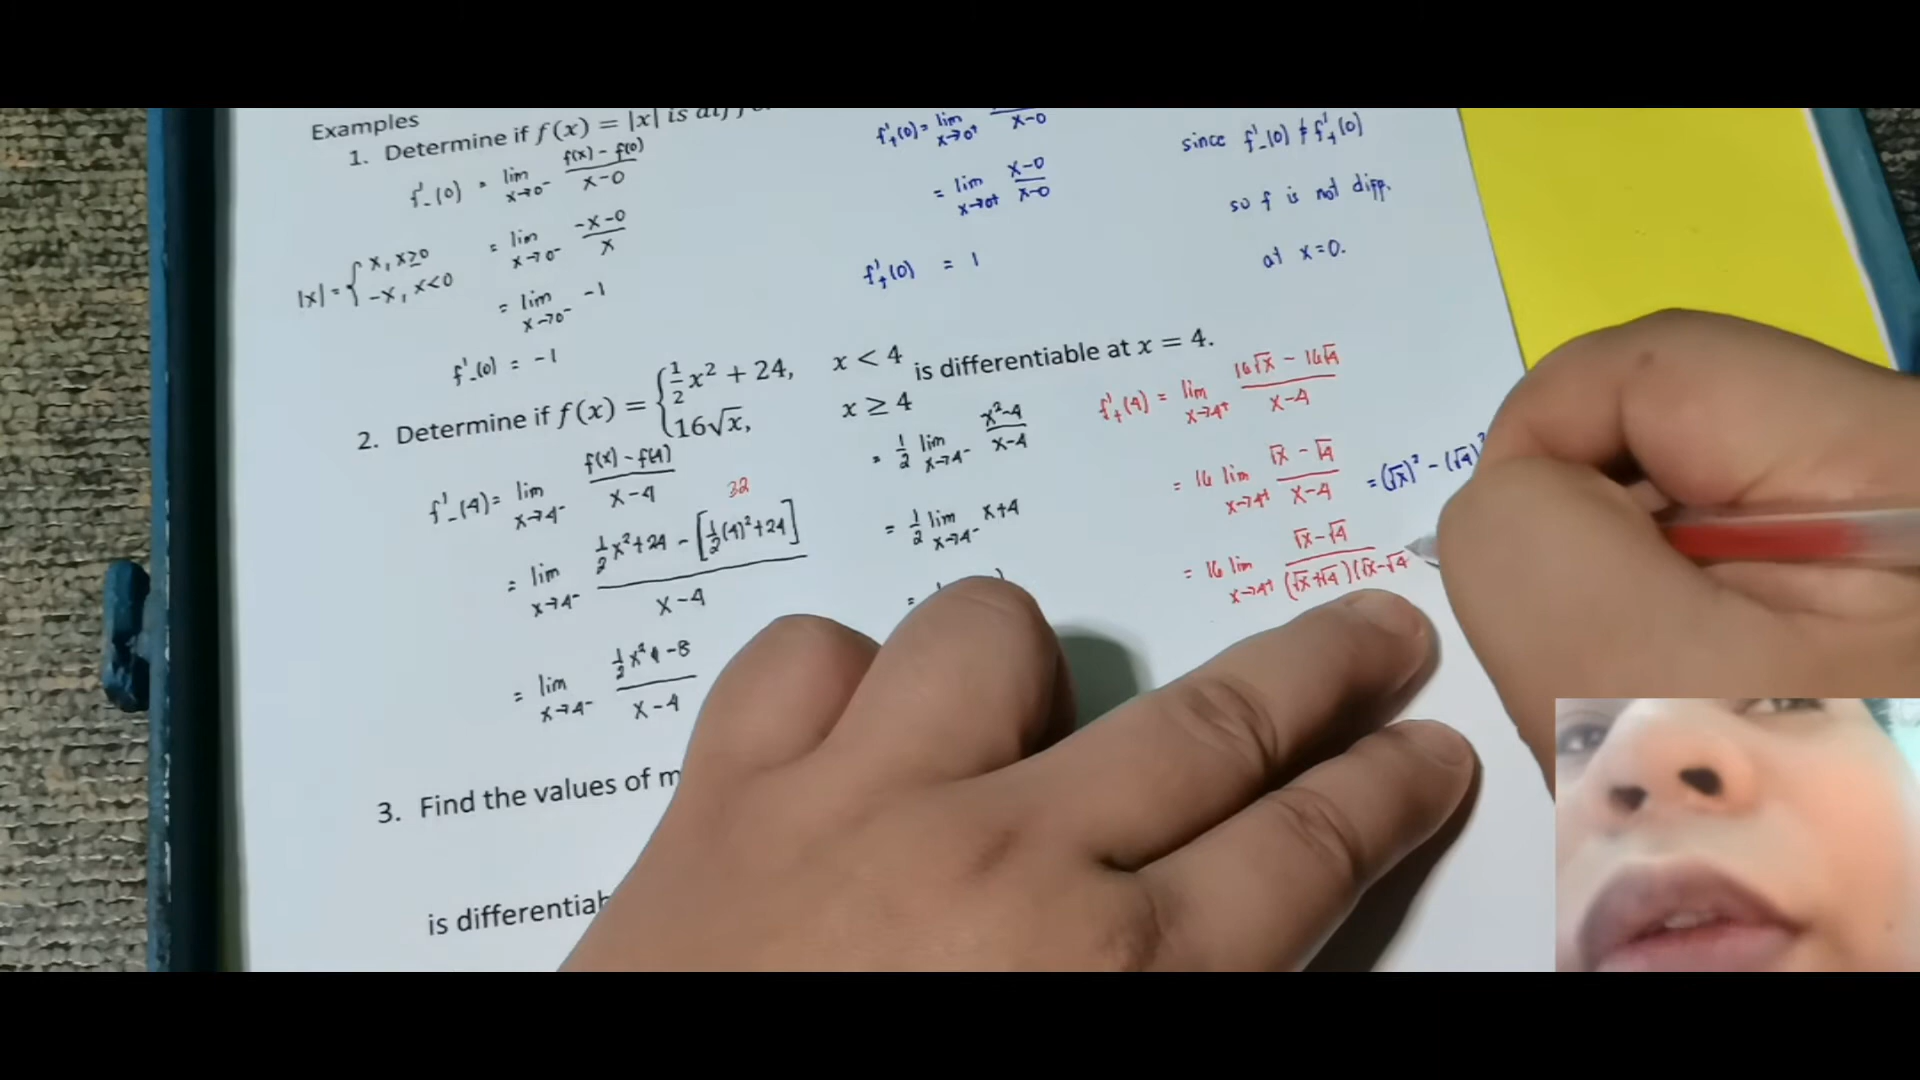 Examples
1. Determine if f(x) = |x| is
f'₋(0) = lim x→0⁻ (f(x) - f(0))/(x-0)
|x| = { x, x≥0
-x, x<0
= lim x→0⁻ (-x-0)/x
= lim x→0⁻ -1
f'₋(0) = -1
f'₊(0) = lim x→0⁺ x-0
= lim x→0⁺ (x-0)/(x-0)
f'₊(0) = 1
since f'₋(0) ≠ f'₊(0)
so f is not diff.
at x=0.
2. Determine if f(x) = { ½x² + 24, x < 4
16√x, x ≥ 4
is differentiable at x = 4.
f'₋(4) = lim x→4⁻ (f(x) - f(4))/(x-4)
32
= lim x→4⁻ (½x²+24 - [½(4)²+24])/(x-4)
= lim x→4⁻ (½x² -8)/(x-4)
= ½ lim x→4⁻ (x²-4)/(x-4)
= ½ lim x→4⁻ x+4
=
f'₊(4) = lim x→4⁺ (16√x - 16√4)/(x-4)
= 16 lim x→4⁺ (√x - √4)/(x-4)
= (√x)² - (√4)²
= 16 lim x→4⁺ (√x-√4)/((√x+√4)(√x-√4
3. Find the values of m
is